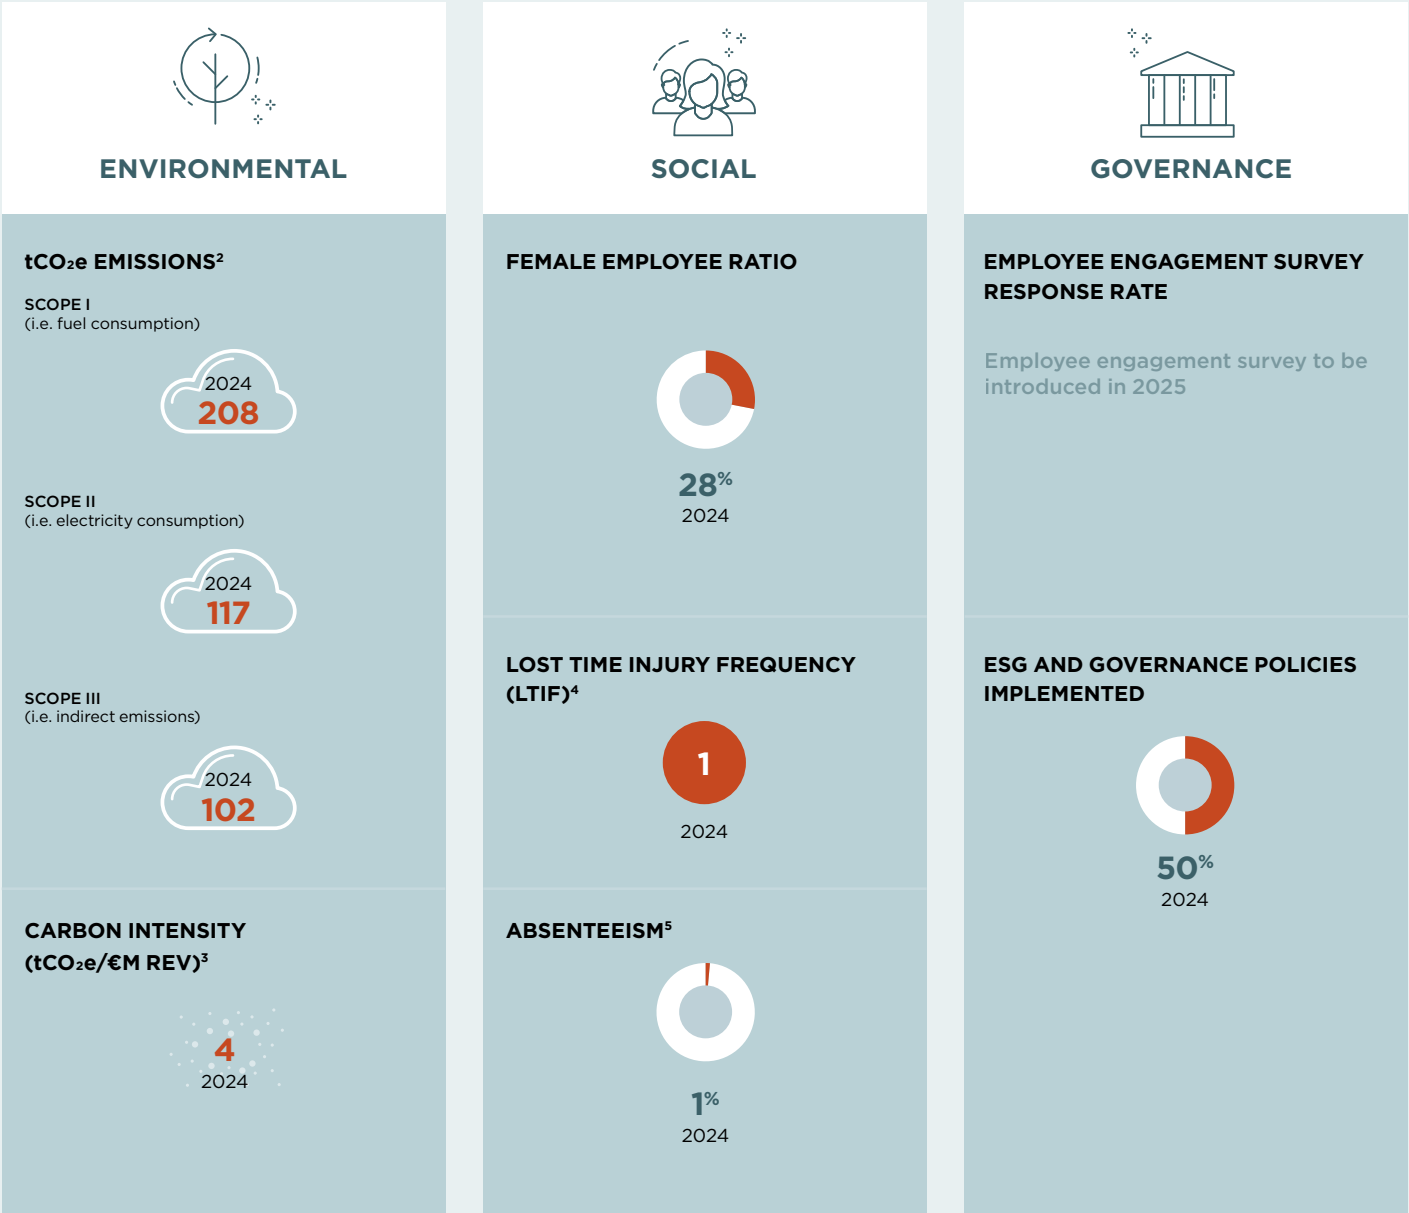 ENVIRONMENTAL
tCO₂e EMISSIONS²
SCOPE I
(i.e. fuel consumption)
2024
208
SCOPE II
(i.e. electricity consumption)
2024
117
SCOPE III
(i.e. indirect emissions)
2024
102
CARBON INTENSITY
(tCO₂e/€M REV)³
4
2024
SOCIAL
FEMALE EMPLOYEE RATIO
28%
2024
LOST TIME INJURY FREQUENCY
(LTIF)⁴
1
2024
ABSENTEEISM⁵
1%
2024
GOVERNANCE
EMPLOYEE ENGAGEMENT SURVEY
RESPONSE RATE
Employee engagement survey to be
introduced in 2025
ESG AND GOVERNANCE POLICIES
IMPLEMENTED
50%
2024